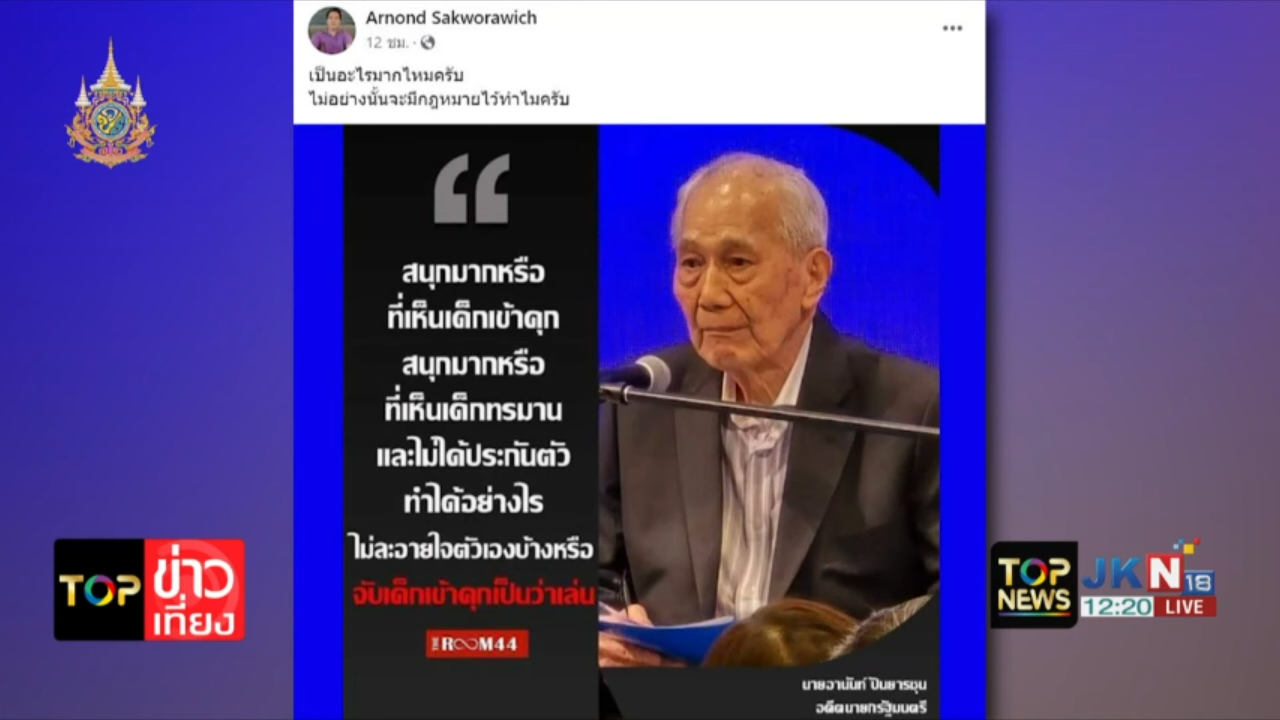 Arnond Sakworawich
12 ชม.
เป็นอะไรมากไหมครับ
ไม่อย่างนั้นจะมีกฎหมายไว้ทำไมครับ
สนุกมากหรือ
ที่เห็นเด็กเข้าคุก
สนุกมากหรือ
ที่เห็นเด็กทรมาน
และไม่ได้ประกันตัว
ทำได้อย่างไร
ไม่ละอายใจตัวเองบ้างหรือ
จับเด็กเข้าคุกเป็นว่าเล่น
THE ROOM44
นายอานันท์ ปันยารชุน
อดีตนายกรัฐมนตรี
TOP ข่าวเที่ยง
TOP NEWS
JKN18
12:20 LIVE